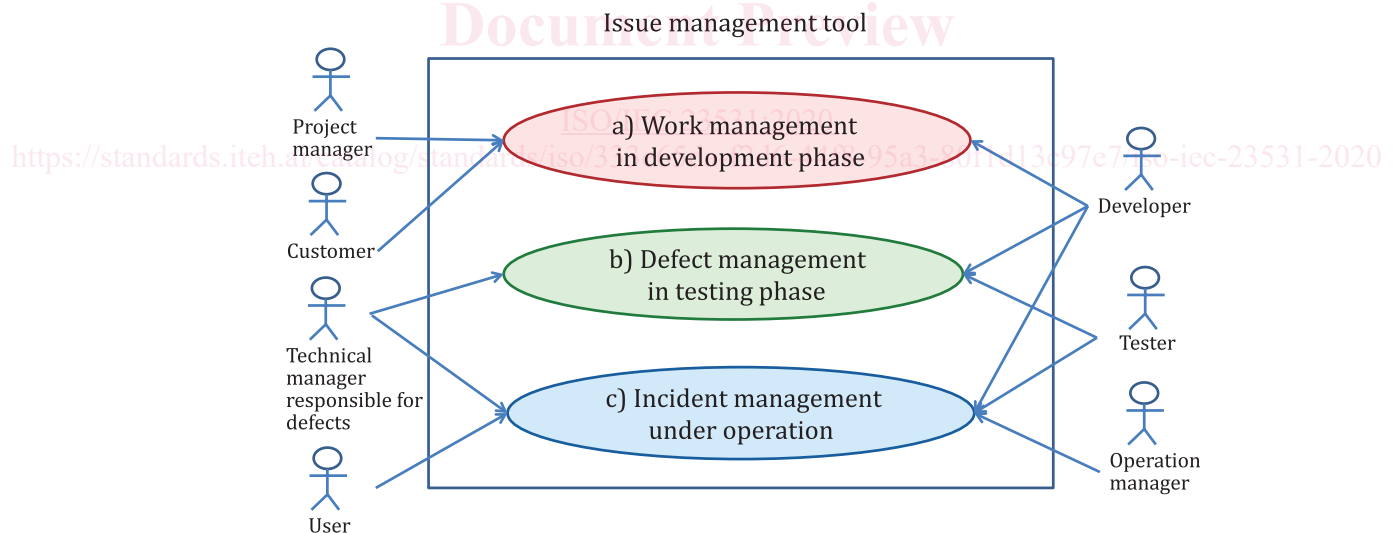 Document Preview
Issue management tool
ISO/IEC 23531:2020
Project
manager
a) Work management
in development phase
Developer
Customer
b) Defect management
in testing phase
Technical
manager
responsible for
defects
Tester
c) Incident management
under operation
Operation
manager
User